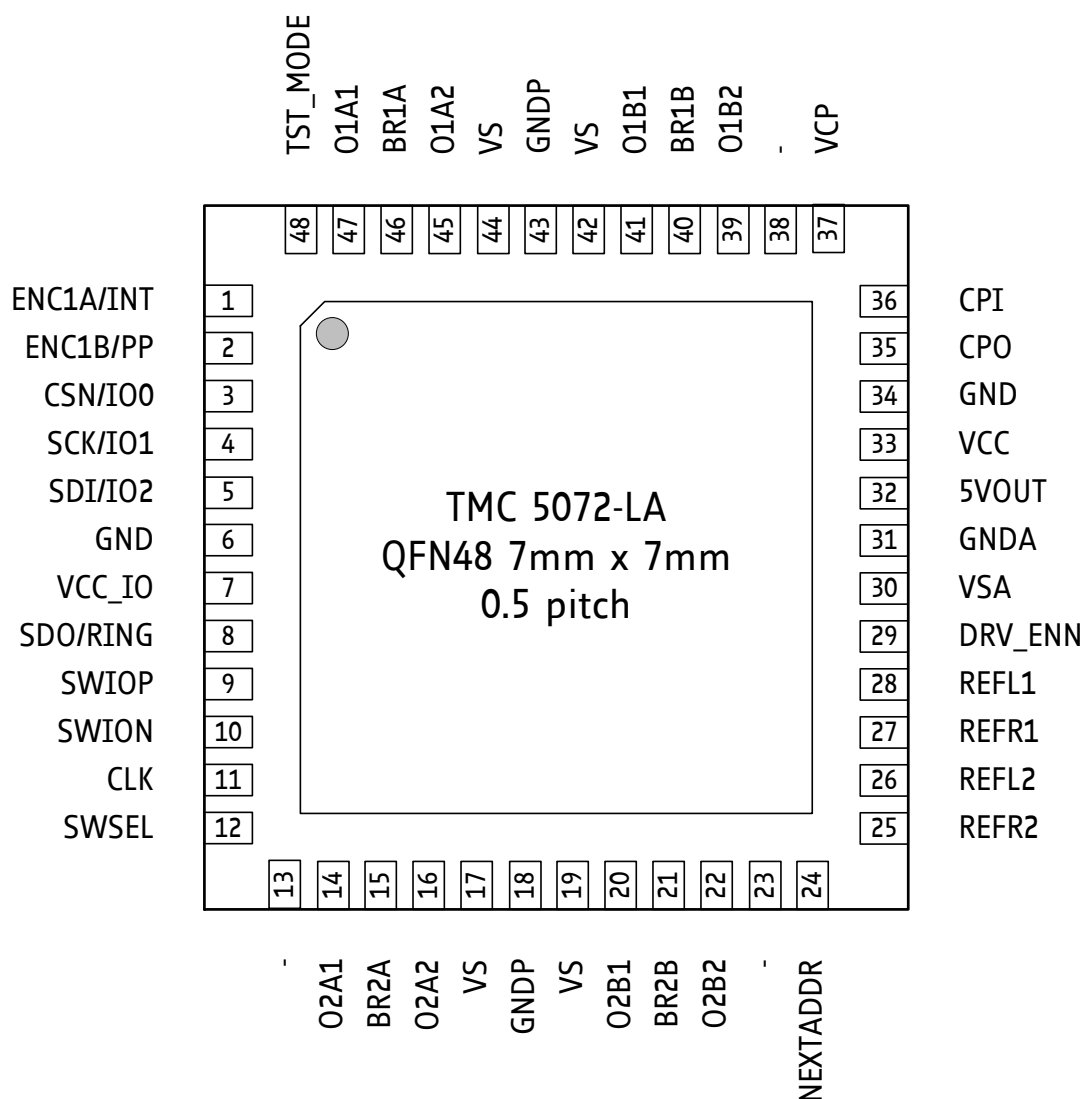 TST_MODE
O1A1
BR1A
O1A2
VS
GNDP
VS
O1B1
BR1B
O1B2
-
VCP
48
47
46
45
44
43
42
41
40
39
38
37
ENC1A/INT 1
ENC1B/PP 2
CSN/IO0 3
SCK/IO1 4
SDI/IO2 5
GND 6
VCC_IO 7
SDO/RING 8
SWIOP 9
SWION 10
CLK 11
SWSEL 12
TMC 5072-LA
QFN48 7mm x 7mm
0.5 pitch
36 CPI
35 CPO
34 GND
33 VCC
32 5VOUT
31 GNDA
30 VSA
29 DRV_ENN
28 REFL1
27 REFR1
26 REFL2
25 REFR2
13
14
15
16
17
18
19
20
21
22
23
24
-
O2A1
BR2A
O2A2
VS
GNDP
VS
O2B1
BR2B
O2B2
-
NEXTADDR